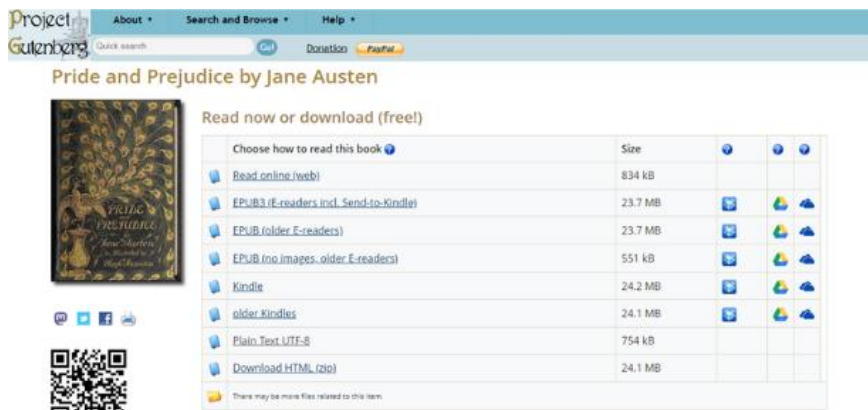 Project Gutenberg
About ▾ Search and Browse ▾ Help ▾
Quick search Go! Donation PayPal
Pride and Prejudice by Jane Austen
Read now or download (free!)
Choose how to read this book Size
Read online (web) 834 kB
EPUB3 (E-readers incl. Send-to-Kindle) 23.7 MB
EPUB (older E-readers) 23.7 MB
EPUB (no images, older E-readers) 551 kB
Kindle 24.2 MB
older Kindles 24.1 MB
Plain Text UTF-8 754 kB
Download HTML (zip) 24.1 MB
There may be more files related to this item.
PRIDE
PREJUDICE
Jane Austen